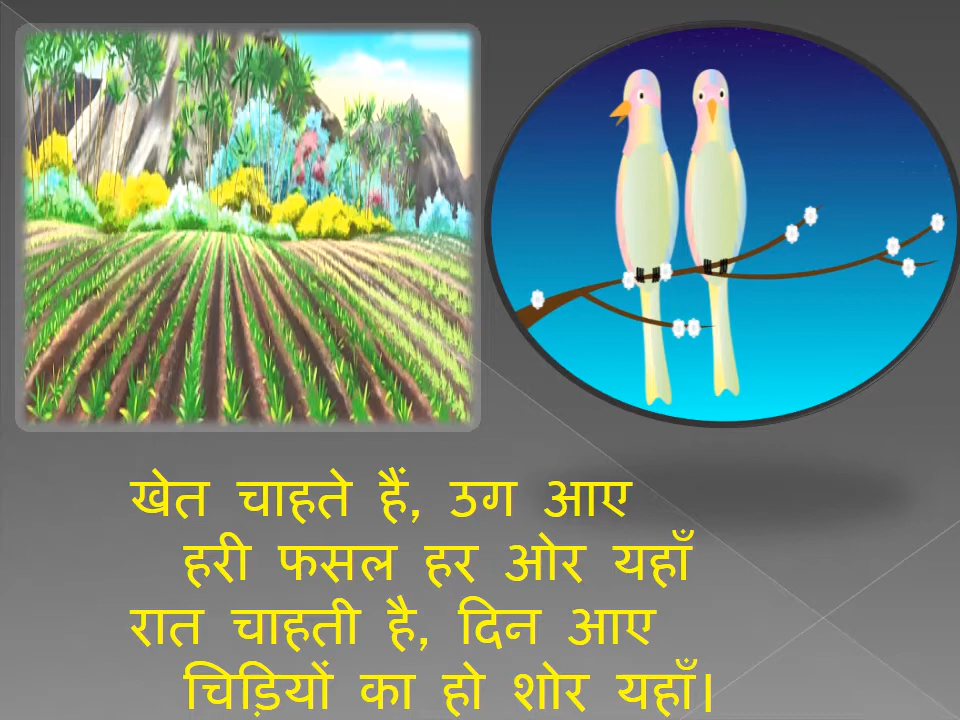 खेत चाहते हैं, उग आए
हरी फसल हर ओर यहाँ
रात चाहती है, दिन आए
चिड़ियों का हो शोर यहाँ।